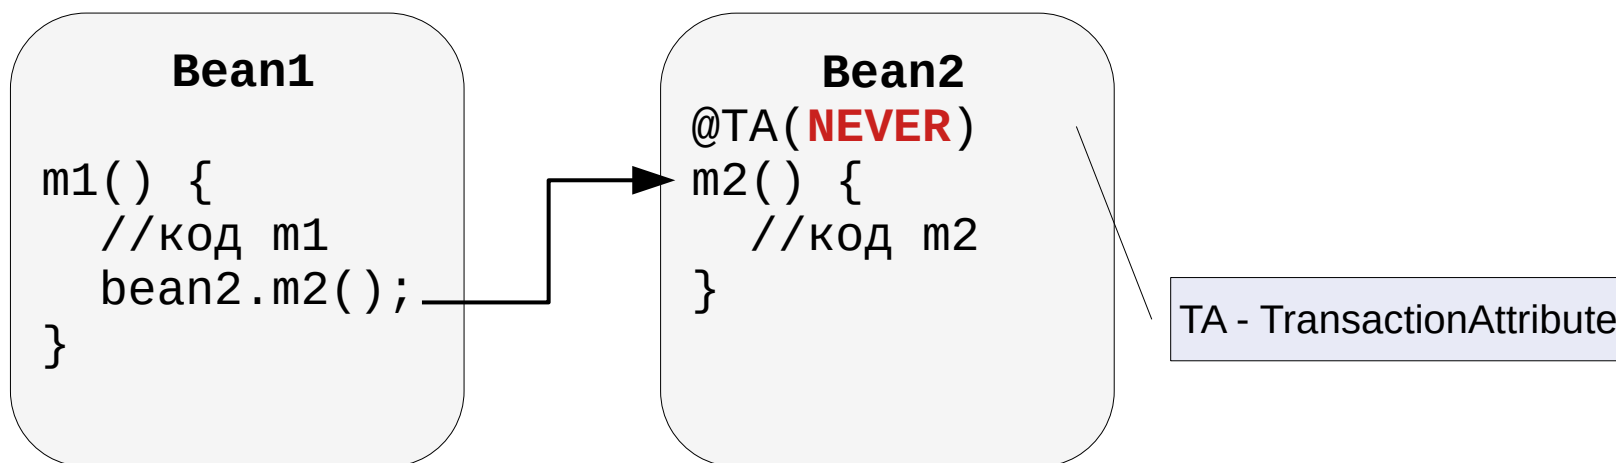 Bean1
m1() {
//код m1
bean2.m2();
}
Bean2
@TA(NEVER)
m2() {
//код m2
}
TA - TransactionAttribute